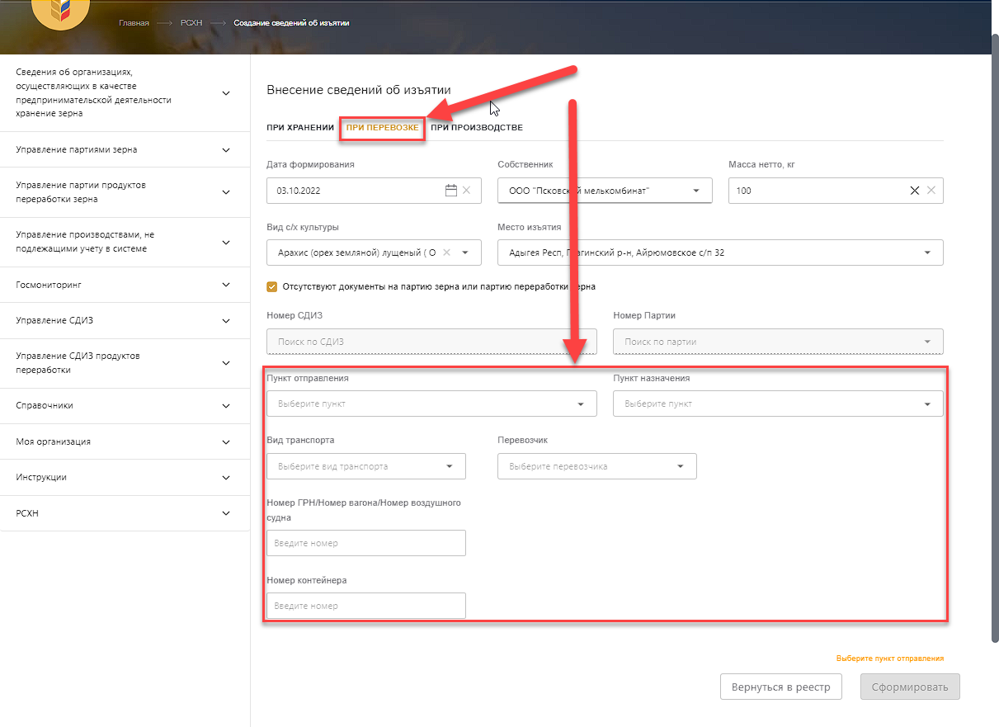 Главная
РСХН
Создание сведений об изъятии
Сведения об организациях,
осуществляющих в качестве
предпринимательской деятельности
хранение зерна
Управление партиями зерна
Управление партии продуктов
переработки зерна
Управление производствами, не
подлежащими учету в системе
Госмониторинг
Управление СДИЗ
Управление СДИЗ продуктов
переработки
Справочники
Моя организация
Инструкции
РСХН
Внесение сведений об изъятии
ПРИ ХРАНЕНИИ
ПРИ ПЕРЕВОЗКЕ
ПРИ ПРОИЗВОДСТВЕ
Дата формирования
Собственник
Масса нетто, кг
03.10.2022
ООО "Псковский мелькомбинат"
100
Вид с/х культуры
Место изъятия
Арахис (орех земляной) лущеный ( О
Адыгея Респ, р-н, Айрюмовское с/п 32
Отсутствуют документы на партию зерна или партию переработки зерна
Номер СДИЗ
Номер Партии
Поиск по СДИЗ
Поиск по партии
Пункт отправления
Пункт назначения
Выберите пункт
Выберите пункт
Вид транспорта
Перевозчик
Выберите вид транспорта
Выберите перевозчика
Номер ГРН/Номер вагона/Номер воздушного
судна
Введите номер
Номер контейнера
Введите номер
Выберите пункт отправления
Вернуться в реестр
Сформировать